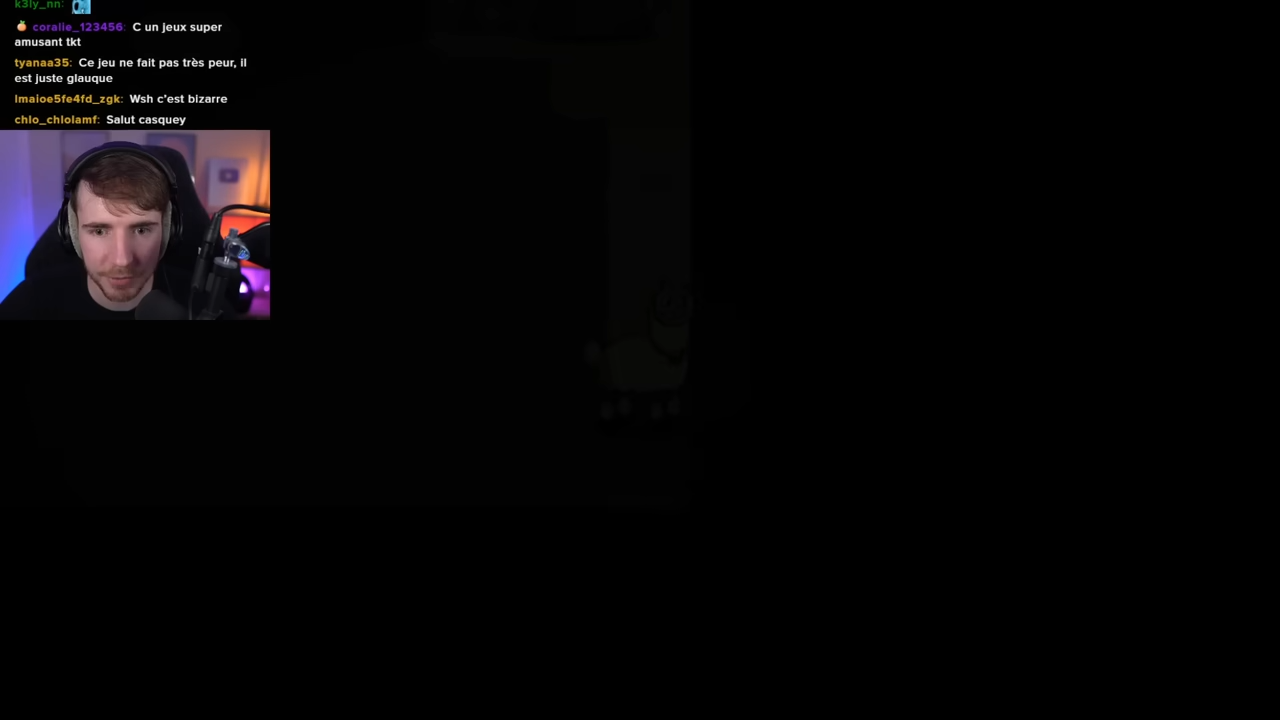 k3ly_nn:
coralie_123456: C un jeux super
amusant tkt
tyanaa35: Ce jeu ne fait pas très peur, il
est juste glauque
lmaioe5fe4fd_zgk: Wsh c’est bizarre
chlo_chlolamf: Salut casquey